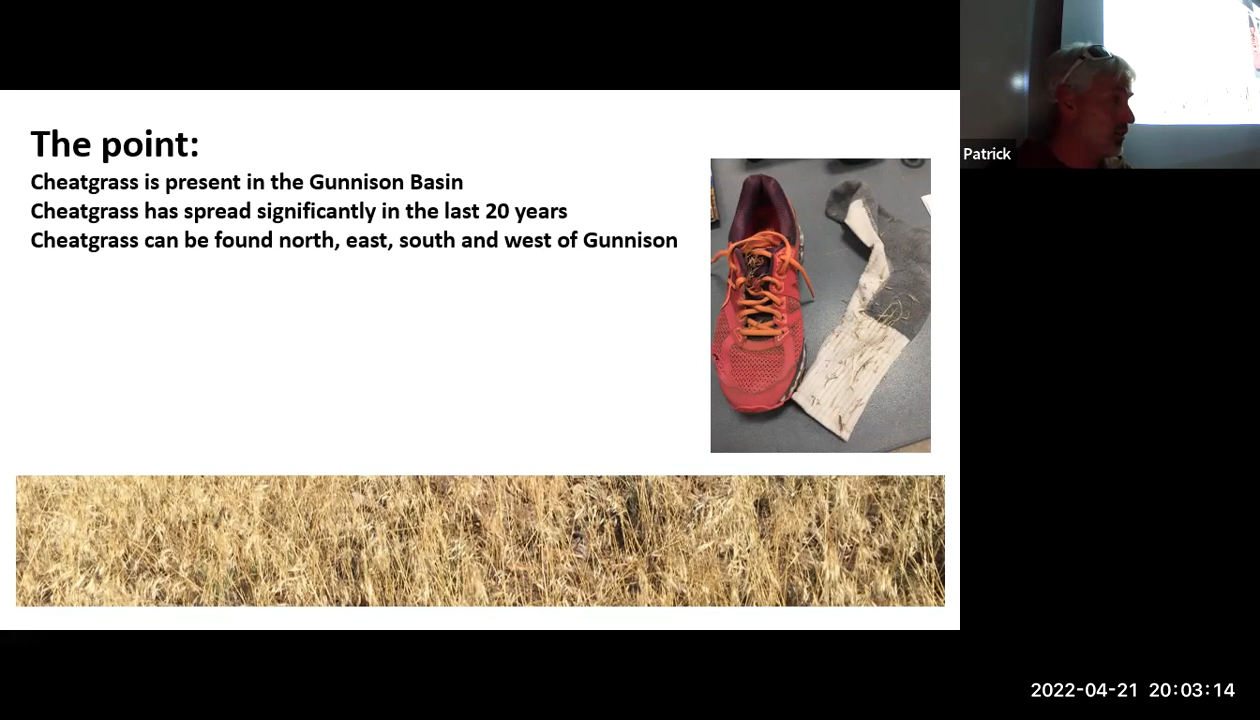 The point:
Cheatgrass is present in the Gunnison Basin
Cheatgrass has spread significantly in the last 20 years
Cheatgrass can be found north, east, south and west of Gunnison
Patrick
2022-04-21 20:03:14